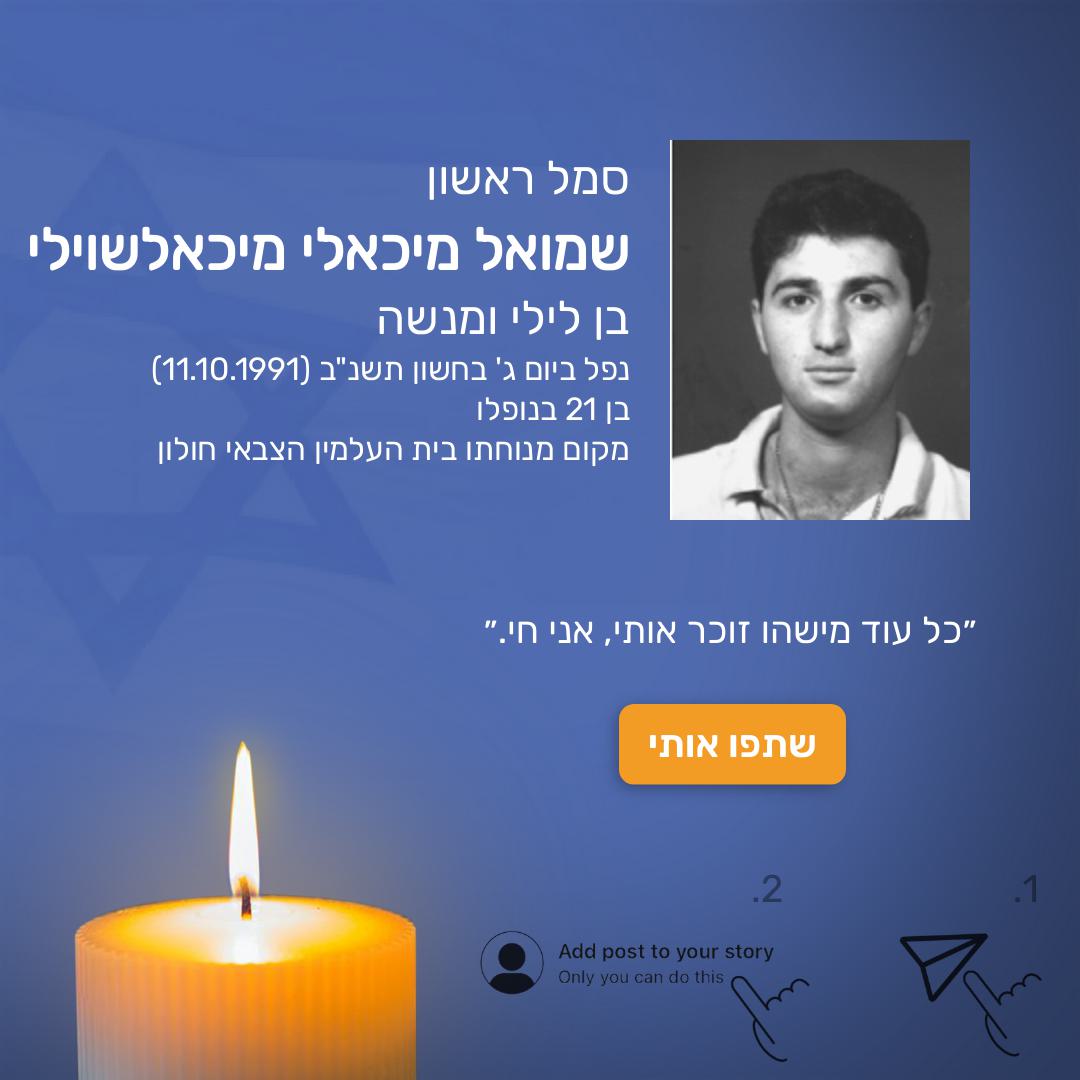 סמל ראשון
שמואל מיכאלי מיכאלשוילי
בן לילי ומנשה
נפל ביום ג' בחשוון תשנ"ב (11.10.1991)
בן 21 בנופלו
מקום מנוחתו בית העלמין הצבאי חולון
״כל עוד מישהו זוכר אותי, אני חי.״
שתפו אותי
1.
2.
Add post to your story
Only you can do this